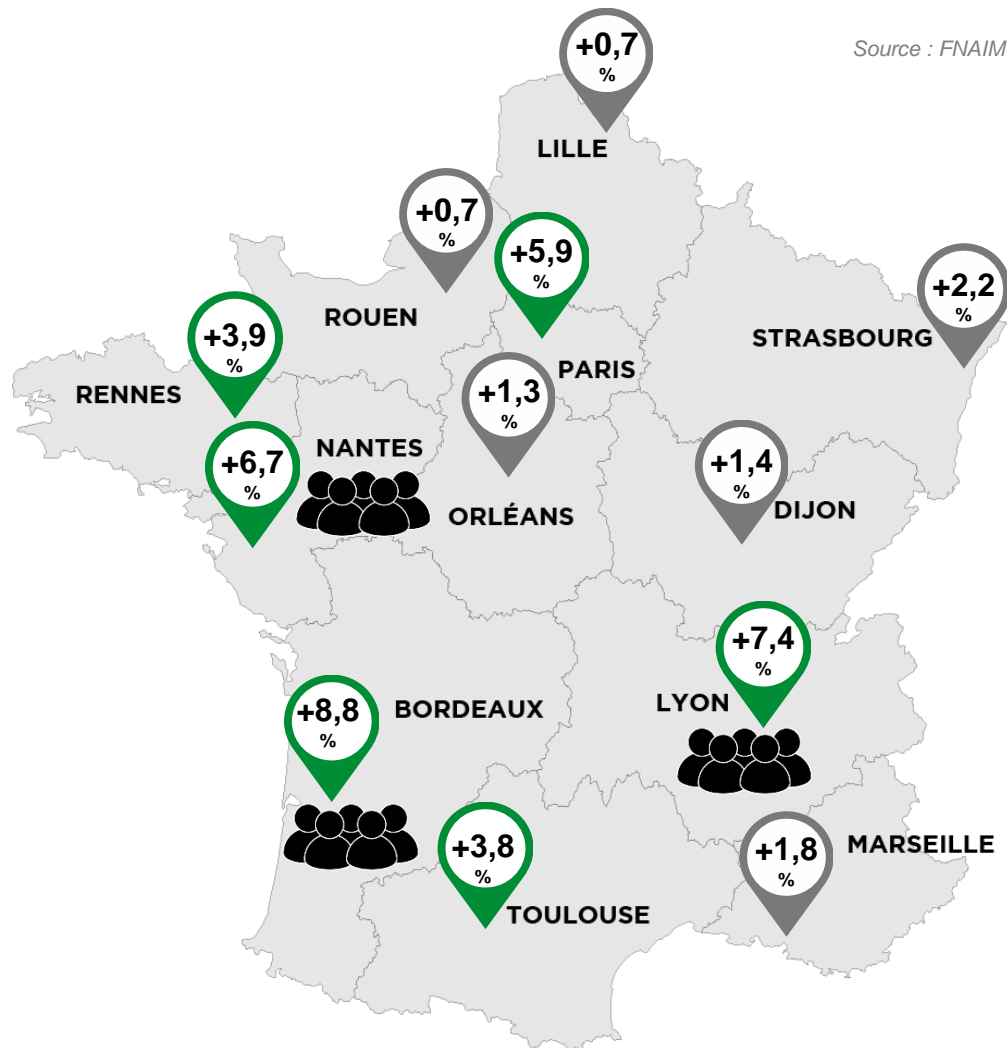 +0,7
%
Source : FNAIM
LILLE
+0,7
%
+5,9
%
+2,2
%
ROUEN
+3,9
%
STRASBOURG
PARIS
RENNES
+1,3
%
NANTES
+6,7
%
+1,4
%
ORLÉANS
DIJON
+7,4
%
LYON
BORDEAUX
+8,8
%
+3,8
%
MARSEILLE
+1,8
%
TOULOUSE